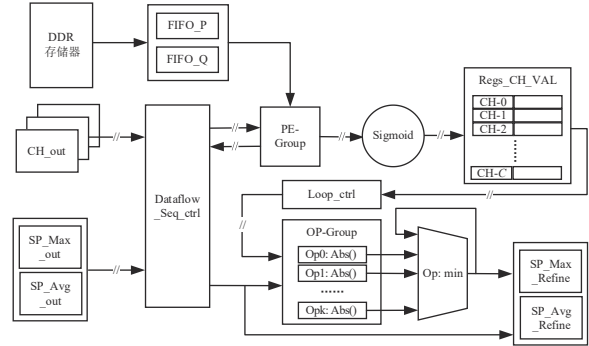 DDR
存储器
FIFO_P
FIFO_Q
CH_out
Dataflow
_Seq_ctrl
PE-
Group
Sigmoid
Regs_CH_VAL
CH-0
CH-1
CH-2
CH-C
Loop_ctrl
SP_Max
_out
SP_Avg
_out
OP-Group
Op0: Abs()
Op1: Abs()
Opk: Abs()
Op: min
SP_Max
_Refine
SP_Avg
_Refine